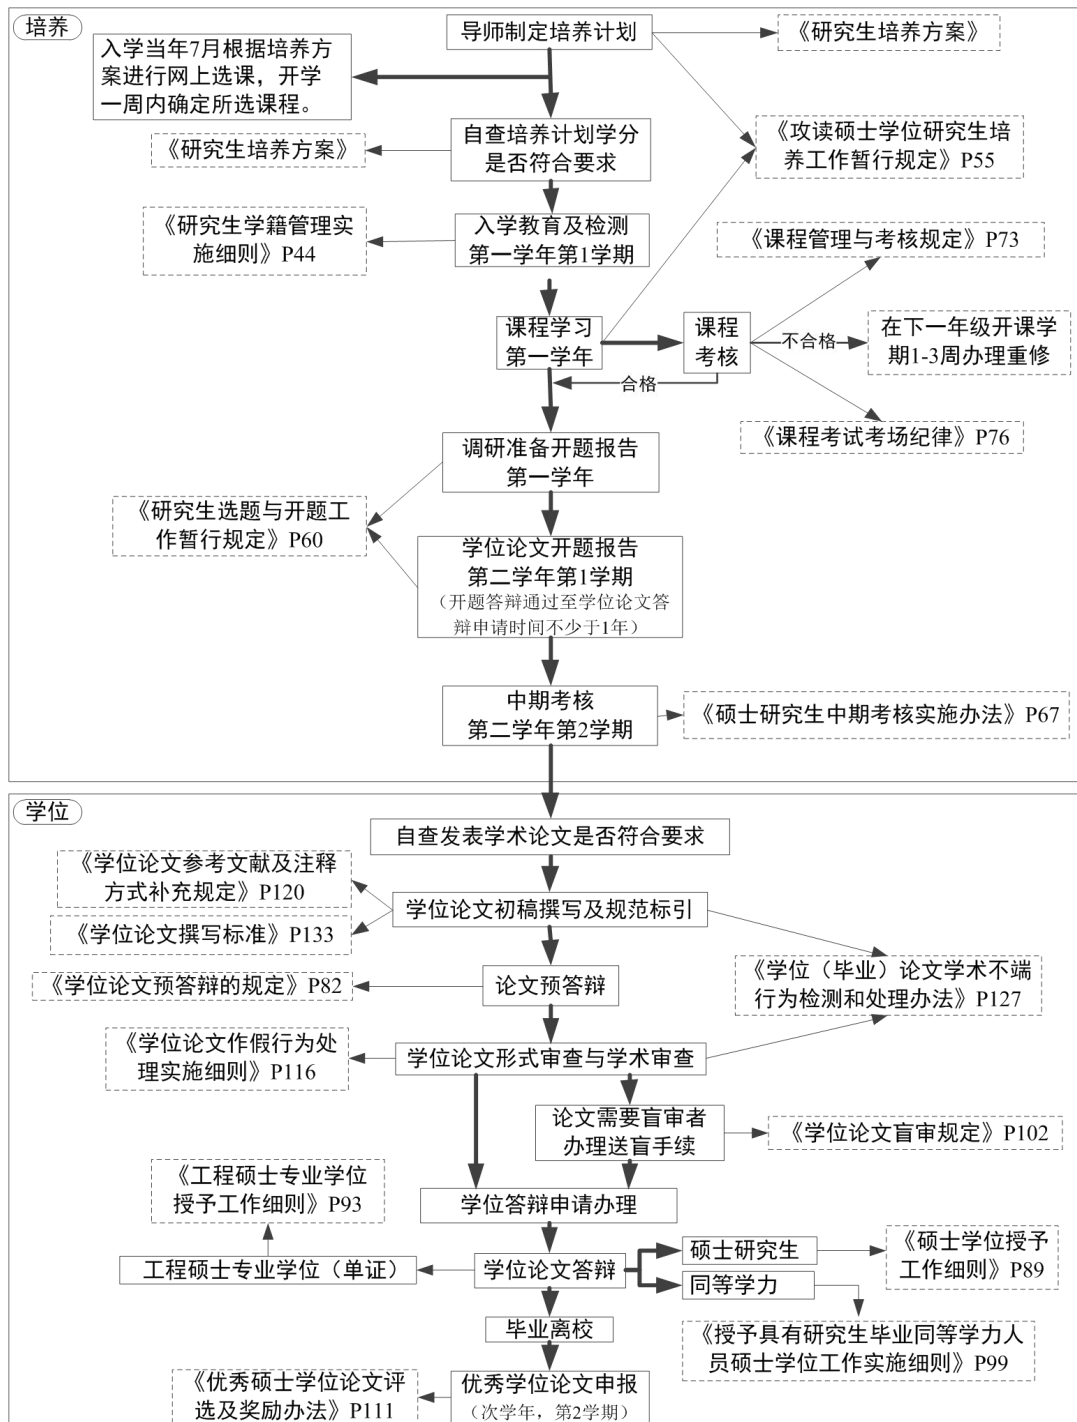 培养
导师制定培养计划
《研究生培养方案》
入学当年7月根据培养方
案进行网上选课，开学
一周内确定所选课程。
自查培养计划学分
是否符合要求
《研究生培养方案》
《攻读硕士学位研究生培
养工作暂行规定》P55
入学教育及检测
第一学年第1学期
《研究生学籍管理实
施细则》P44
《课程管理与考核规定》P73
课程学习
第一学年
课程
考核
不合格
在下一年级开课学
期1-3周办理重修
合格
《课程考试考场纪律》P76
调研准备开题报告
第一学年
《研究生选题与开题工
作暂行规定》P60
学位论文开题报告
第二学年第1学期
（开题答辩通过至学位论文答
辩申请时间不少于1年）
中期考核
第二学年第2学期
《硕士研究生中期考核实施办法》P67
学位
自查发表学术论文是否符合要求
《学位论文参考文献及注释
方式补充规定》P120
学位论文初稿撰写及规范标引
《学位论文撰写标准》P133
《学位论文预答辩的规定》P82
论文预答辩
《学位（毕业）论文学术不端
行为检测和处理办法》P127
《学位论文作假行为处
理实施细则》P116
学位论文形式审查与学术审查
论文需要盲审者
办理送盲手续
《学位论文盲审规定》P102
《工程硕士专业学位
授予工作细则》P93
学位答辩申请办理
工程硕士专业学位（单证）
学位论文答辩
硕士研究生
同等学力
《硕士学位授予
工作细则》P89
毕业离校
《授予具有研究生毕业同等学力人
员硕士学位工作实施细则》P99
《优秀硕士学位论文评
选及奖励办法》P111
优秀学位论文申报
（次学年，第2学期）